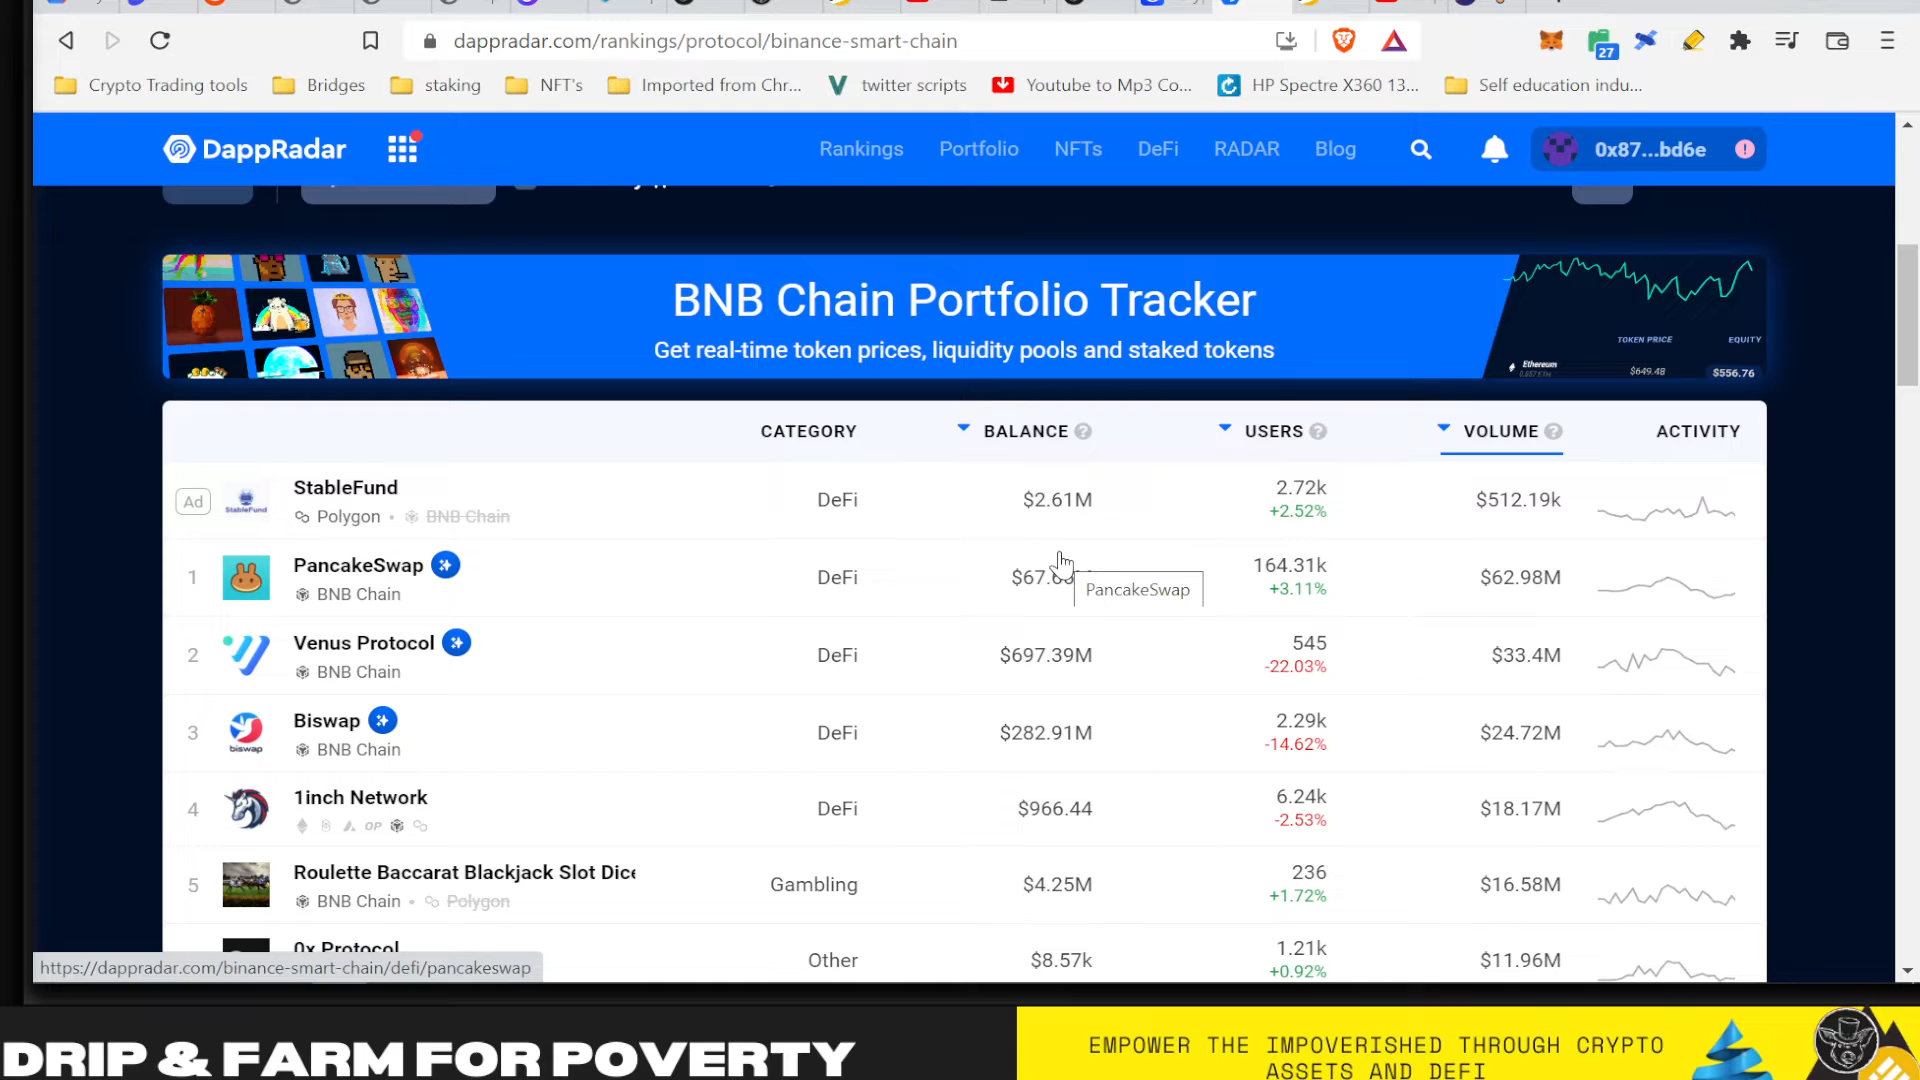 dappradar.com/rankings/protocol/binance-smart-chain
27
Crypto Trading tools
Bridges
staking
NFT's
Imported from Chr...
twitter scripts
Youtube to Mp3 Co...
HP Spectre X360 13...
Self education indu...
DappRadar
Rankings
Portfolio
NFTs
DeFi
RADAR
Blog
0x87...bd6e
BNB Chain Portfolio Tracker
Get real-time token prices, liquidity pools and staked tokens
TOKEN PRICE EQUITY
Ethereum
$649.48 $556.76
CATEGORY BALANCE USERS VOLUME ACTIVITY
Ad StableFund StableFund DeFi $2.61M 2.72k $512.19k
Polygon • BNB Chain +2.52%
1 PancakeSwap DeFi 164.31k $62.98M
BNB Chain +3.11%
PancakeSwap
2 Venus Protocol DeFi $697.39M 545 $33.4M
BNB Chain -22.03%
3 biswap Biswap DeFi $282.91M 2.29k $24.72M
BNB Chain -14.62%
4 1inch Network DeFi $966.44 6.24k $18.17M
OP -2.53%
5 Roulette Baccarat Blackjack Slot Dice Gambling $4.25M 236 $16.58M
BNB Chain • Polygon +1.72%
0x Protocol Other $8.57k 1.21k $11.96M
+0.92%
https://dappradar.com/binance-smart-chain/defi/pancakeswap
DRIP & FARM FOR POVERTY
EMPOWER THE IMPOVERISHED THROUGH CRYPTO
ASSETS AND DEFI